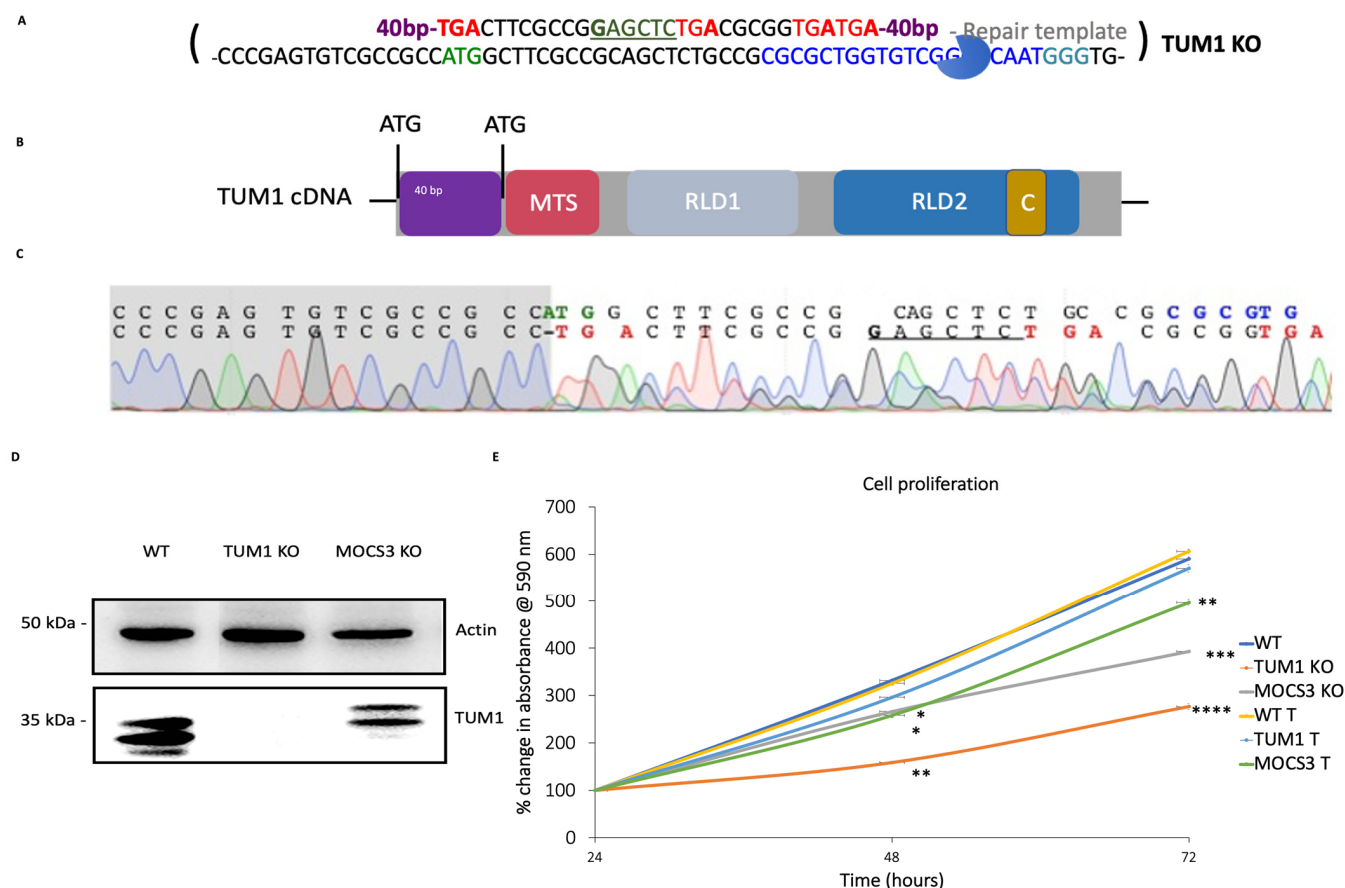 A
40bp-TGACTTCGCCGGAGCTCTGACGCGGTGATGA-40bp - Repair template
( -CCCGAGTGTCGCGCCATGGCTTCGCCGCAGCTCTGCCGCGCGCTGGTGTCGG CAATGGGTG- ) TUM1 KO
B
ATG ATG
TUM1 cDNA 40 bp MTS RLD1 RLD2 C
C
C C C G A G T G T C G C C G C C A T G G C T T C G C C G C A G C T C T G C C G C G C G T G
C C C G A G T G T C G C C G C C - T G A C T T C G C C G G A G C T C T G A C G C G G T G A
D
WT TUM1 KO MOCS3 KO
50 kDa - Actin
35 kDa - TUM1
E
Cell proliferation
% change in absorbance @ 590 nm
700
600
500
400
300
200
100
0
24 48 72
Time (hours)
**
***
****
*
*
**
WT
TUM1 KO
MOCS3 KO
WT T
TUM1 T
MOCS3 T